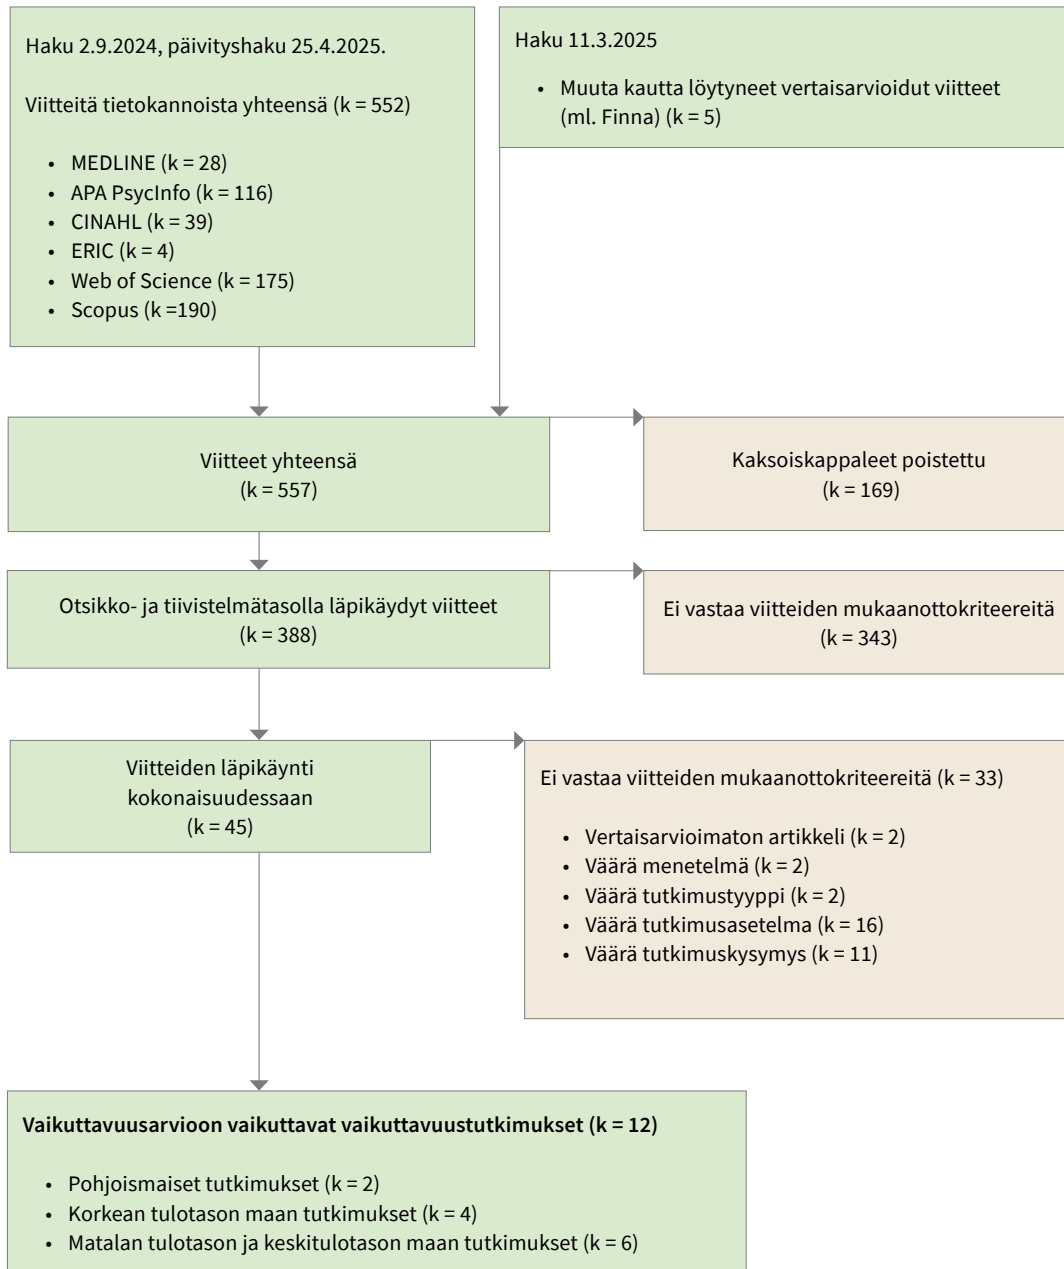 Haku 2.9.2024, päivityshaku 25.4.2025.
Viitteitä tietokannoista yhteensä (k = 552)
• MEDLINE (k = 28)
• APA PsycInfo (k = 116)
• CINAHL (k = 39)
• ERIC (k = 4)
• Web of Science (k = 175)
• Scopus (k =190)
Haku 11.3.2025
• Muuta kautta löytyneet vertaisarvioidut viitteet
(ml. Finna) (k = 5)
Viitteet yhteensä
(k = 557)
Kaksoiskappaleet poistettu
(k = 169)
Otsikko- ja tiivistelmätasolla läpikäydyt viitteet
(k = 388)
Ei vastaa viitteiden mukaanottokriteereitä
(k = 343)
Viitteiden läpikäynti
kokonaisuudessaan
(k = 45)
Ei vastaa viitteiden mukaanottokriteereitä (k = 33)
• Vertaisarvioimaton artikkeli (k = 2)
• Väärä menetelmä (k = 2)
• Väärä tutkimustyyppi (k = 2)
• Väärä tutkimusasetelma (k = 16)
• Väärä tutkimuskysymys (k = 11)
Vaikuttavuusarvioon vaikuttavat vaikuttavuustutkimukset (k = 12)
• Pohjoismaiset tutkimukset (k = 2)
• Korkean tulotason maan tutkimukset (k = 4)
• Matalan tulotason ja keskitulotason maan tutkimukset (k = 6)